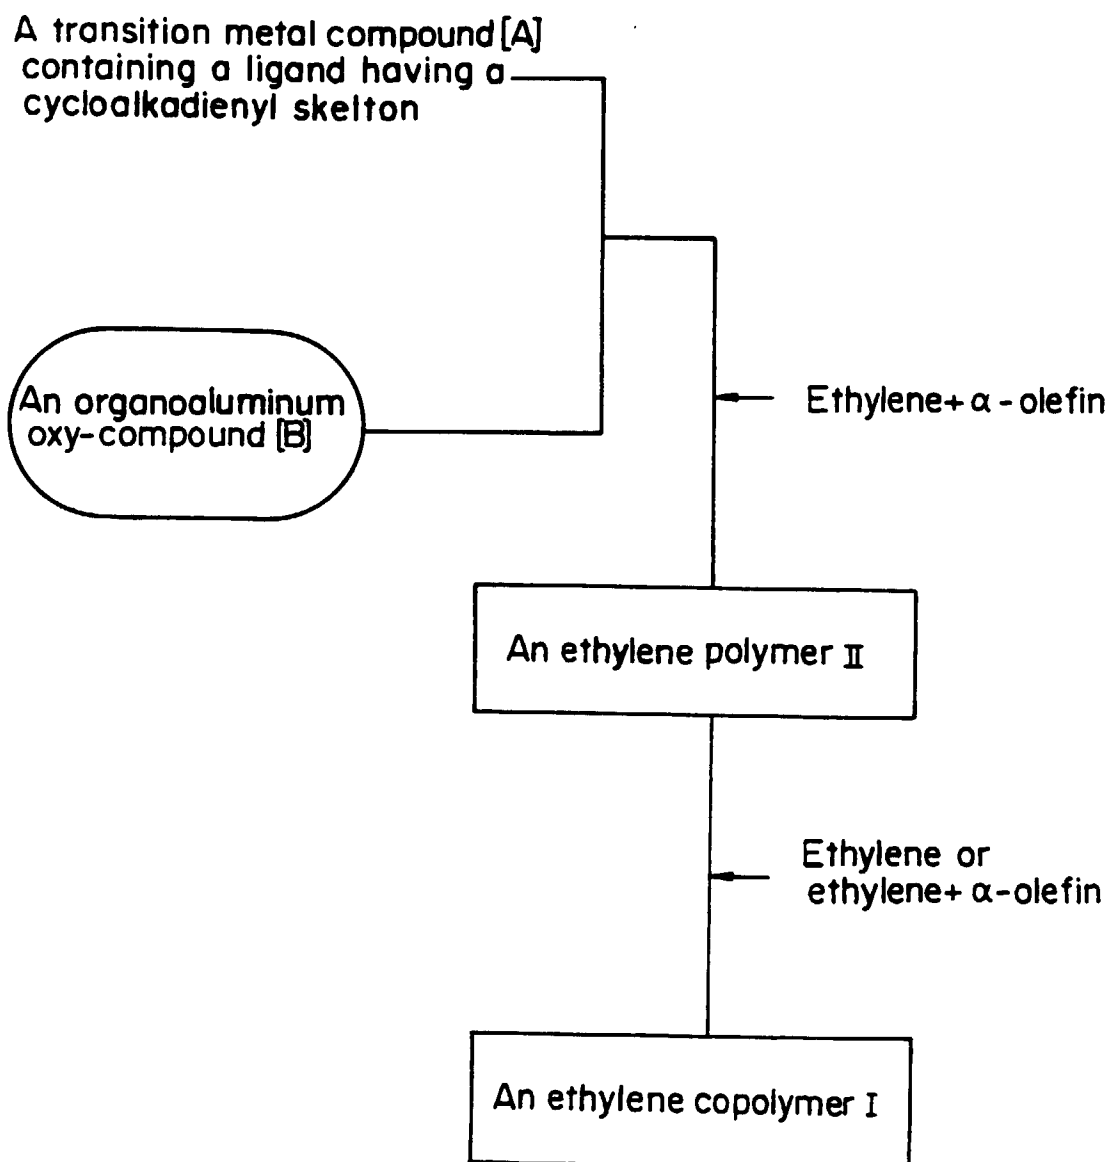 A transition metal compound [A]
containing a ligand having a
cycloalkadienyl skelton
An organoaluminum
oxy-compound [B]
Ethylene+ α-olefin
An ethylene polymer II
Ethylene or
ethylene+ α-olefin
An ethylene copolymer I